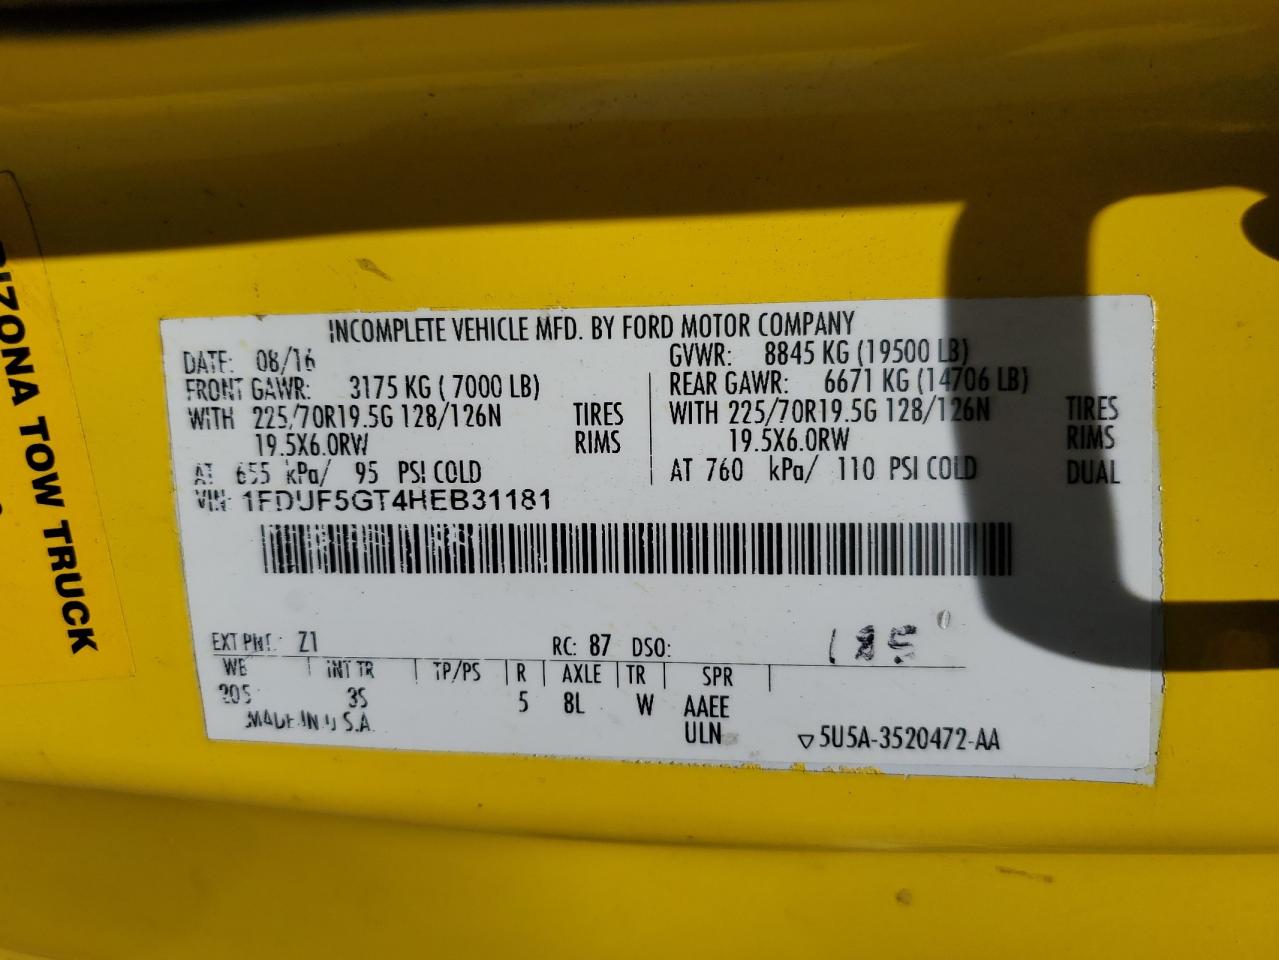 INCOMPLETE VEHICLE MFD. BY FORD MOTOR COMPANY
DATE: 08/16 GVWR: 8845 KG (19500 LB)
FRONT GAWR: 3175 KG ( 7000 LB) REAR GAWR: 6671 KG (14706 LB)
WITH 225/70R19.5G 128/126N TIRES WITH 225/70R19.5G 128/126N TIRES
19.5X6.0RW RIMS 19.5X6.0RW RIMS
AT 655 kPa/ 95 PSI COLD AT 760 kPa/ 110 PSI COLD DUAL
VIN: 1FDUF5GT4HEB31181
EXT PNT: Z1 RC: 87 DSO:
WB INT TR TP/PS R AXLE TR SPR
205 3S 5 8L W AAEE
MADE IN U.S.A. ULN ▽5U5A-3520472-AA
TOW TRUCK